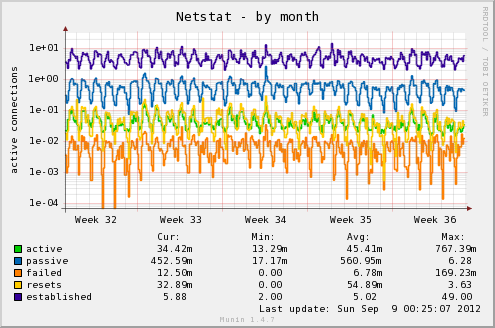 Netstat - by month
RRDTOOL / TOBI OETIKER
active connections
1e+01
1e+00
1e-01
1e-02
1e-03
1e-04
Week 32 Week 33 Week 34 Week 35 Week 36
Cur: Min: Avg: Max:
active 34.42m 13.29m 45.41m 767.39m
passive 452.59m 17.17m 560.95m 6.28
failed 12.50m 0.00 6.78m 169.23m
resets 32.89m 0.00 54.89m 3.63
established 5.88 2.00 5.02 49.00
Last update: Sun Sep 9 00:25:07 2012
Munin 1.4.7